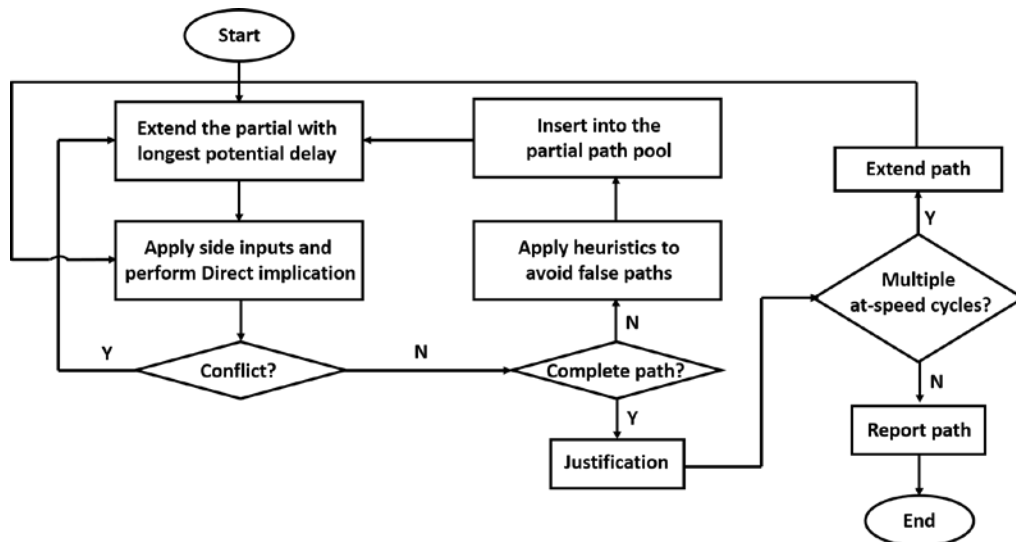 Start
Extend the partial with
longest potential delay
Insert into the
partial path pool
Extend path
Y
Apply side inputs and
perform Direct implication
Apply heuristics to
avoid false paths
Multiple
at-speed cycles?
N
Y
Conflict?
N
Complete path?
N
Y
Report path
Justification
End